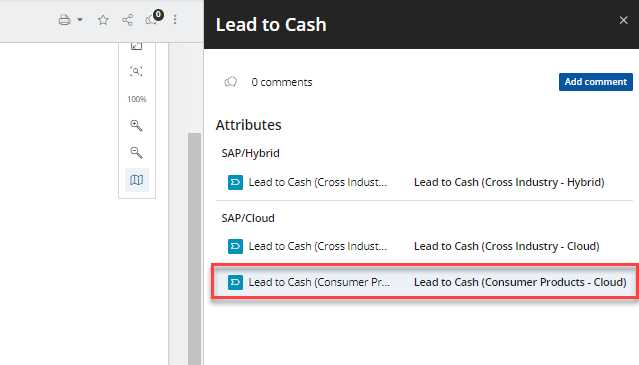 0
Lead to Cash
0 comments
Add comment
100%
Attributes
SAP/Hybrid
Lead to Cash (Cross Indust... Lead to Cash (Cross Industry - Hybrid)
SAP/Cloud
Lead to Cash (Cross Indust... Lead to Cash (Cross Industry - Cloud)
Lead to Cash (Consumer Pr... Lead to Cash (Consumer Products - Cloud)